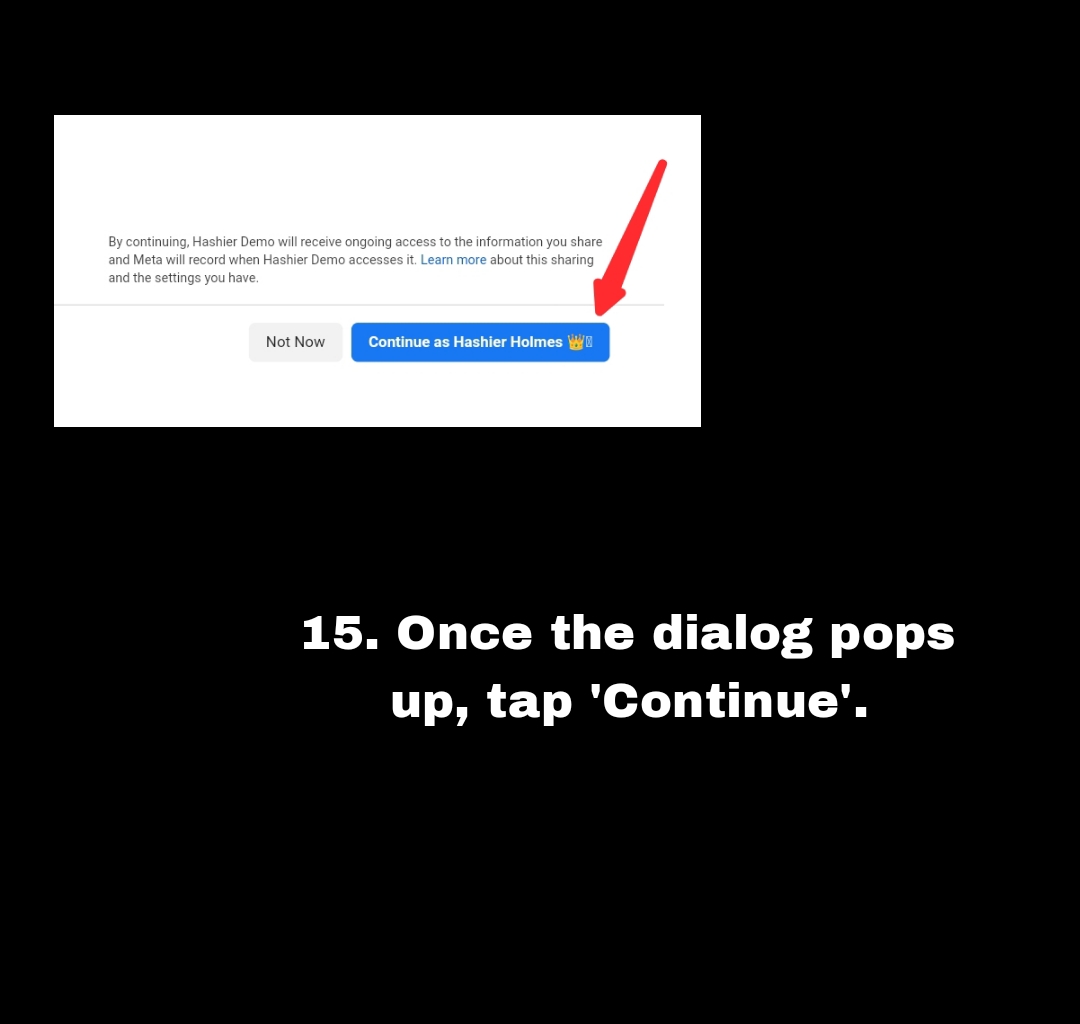 By continuing, Hashier Demo will receive ongoing access to the information you share
and Meta will record when Hashier Demo accesses it. Learn more about this sharing
and the settings you have.
Not Now
Continue as Hashier Holmes 👑
15. Once the dialog pops
up, tap 'Continue'.